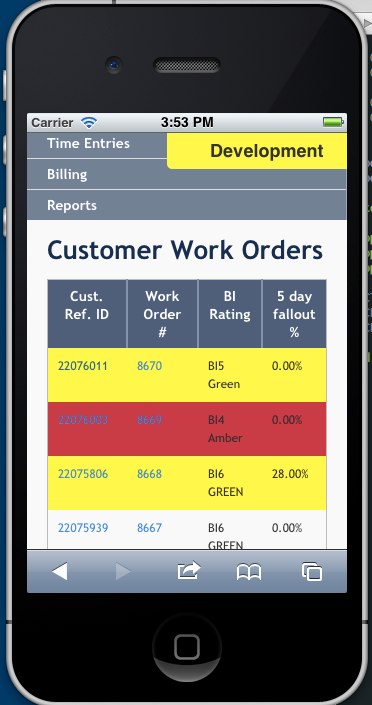 Carrier 3:53 PM
Time Entries
Development
Billing
Reports
Customer Work Orders
Cust. Ref. ID Work Order # BI Rating 5 day fallout %
22076011 8670 BI5 Green 0.00%
22076003 8669 BI4 Amber 0.00%
22075806 8668 BI6 GREEN 28.00%
22075939 8667 BI6 GREEN 0.00%